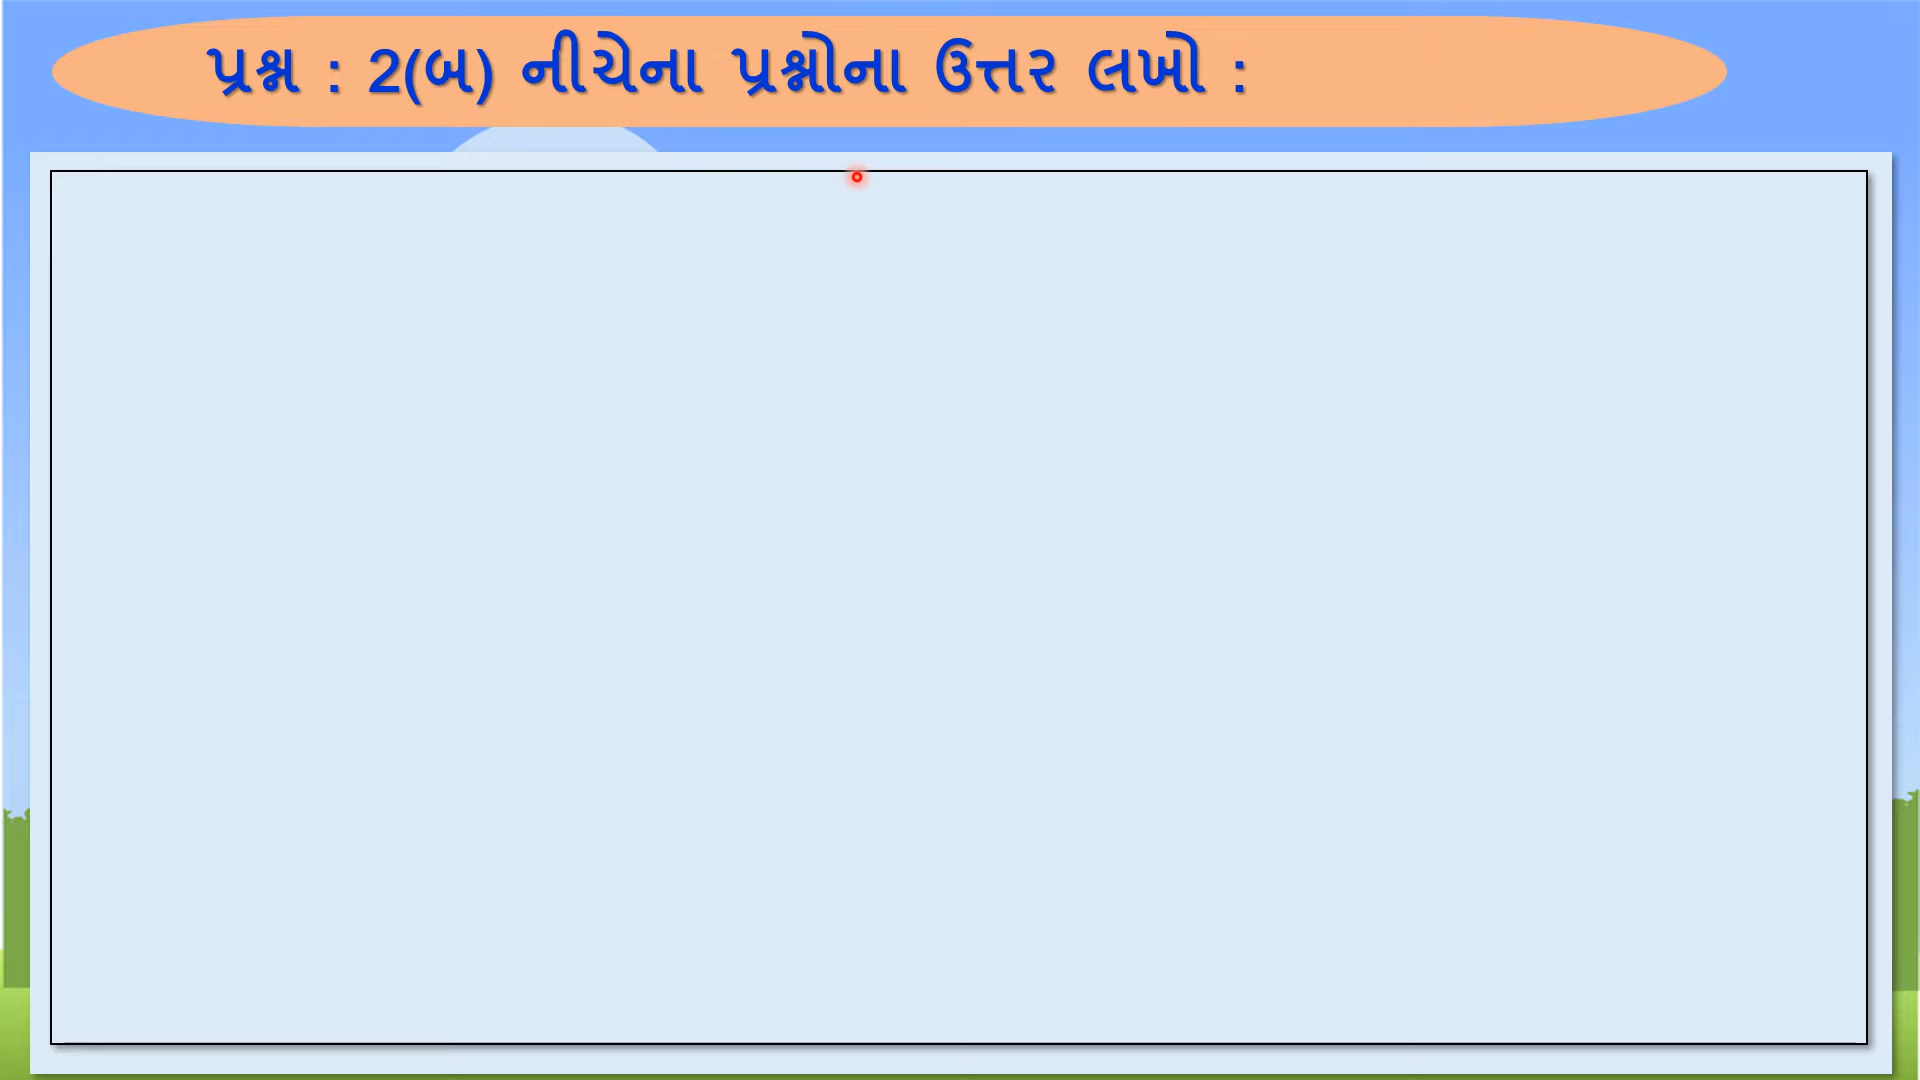 પ્રશ્ન : 2(બ) નીચેના પ્રશ્નોના ઉત્તર લખો :